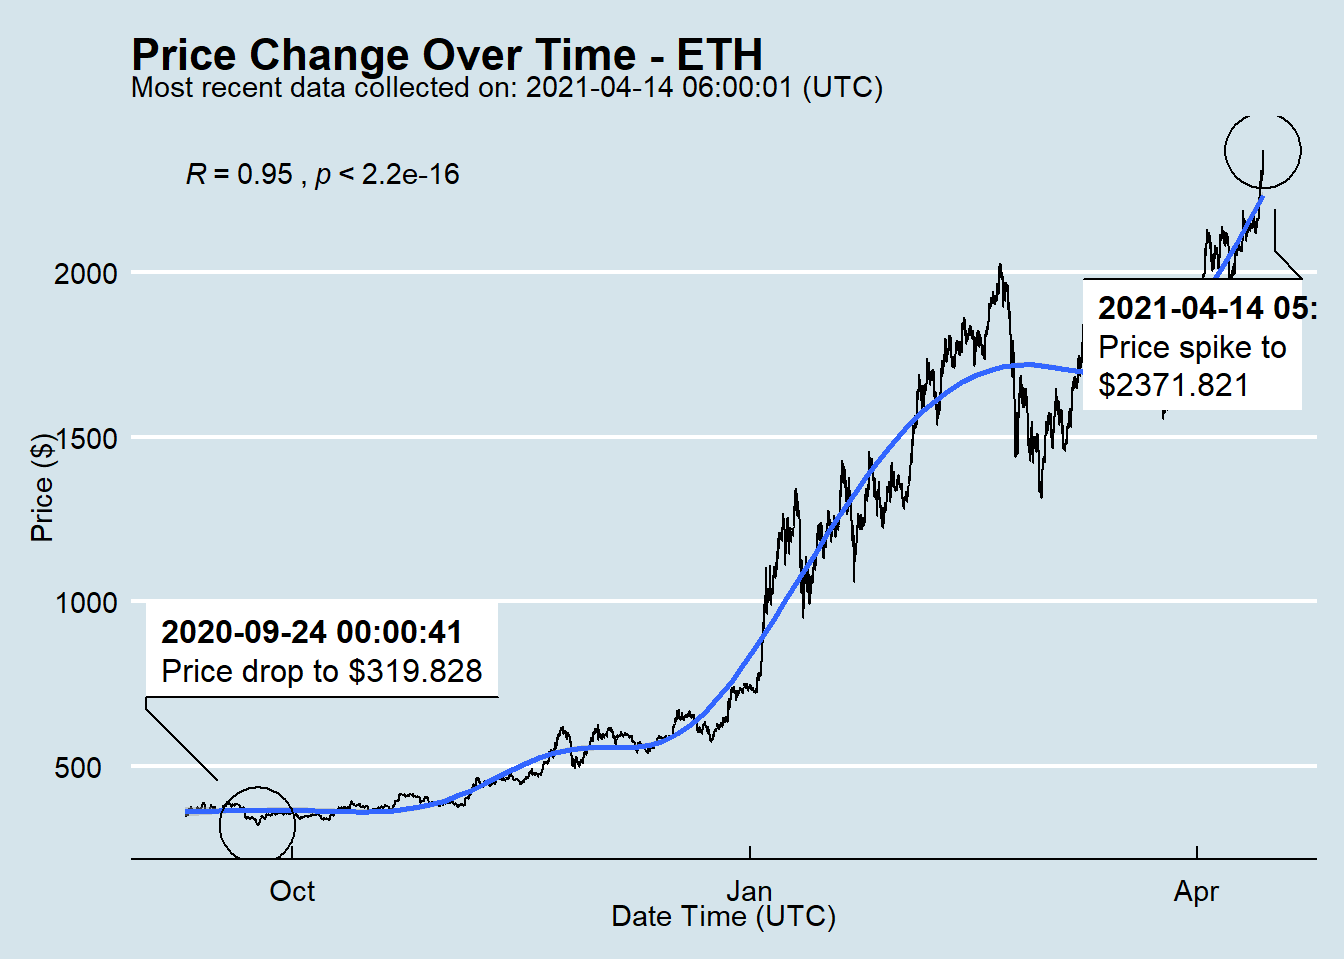 Price Change Over Time - ETH
Most recent data collected on: 2021-04-14 06:00:01 (UTC)
R = 0.95 , p < 2.2e-16
2000
1500
1000
500
Price ($)
2021-04-14 05:
Price spike to
$2371.821
2020-09-24 00:00:41
Price drop to $319.828
Oct
Jan
Apr
Date Time (UTC)